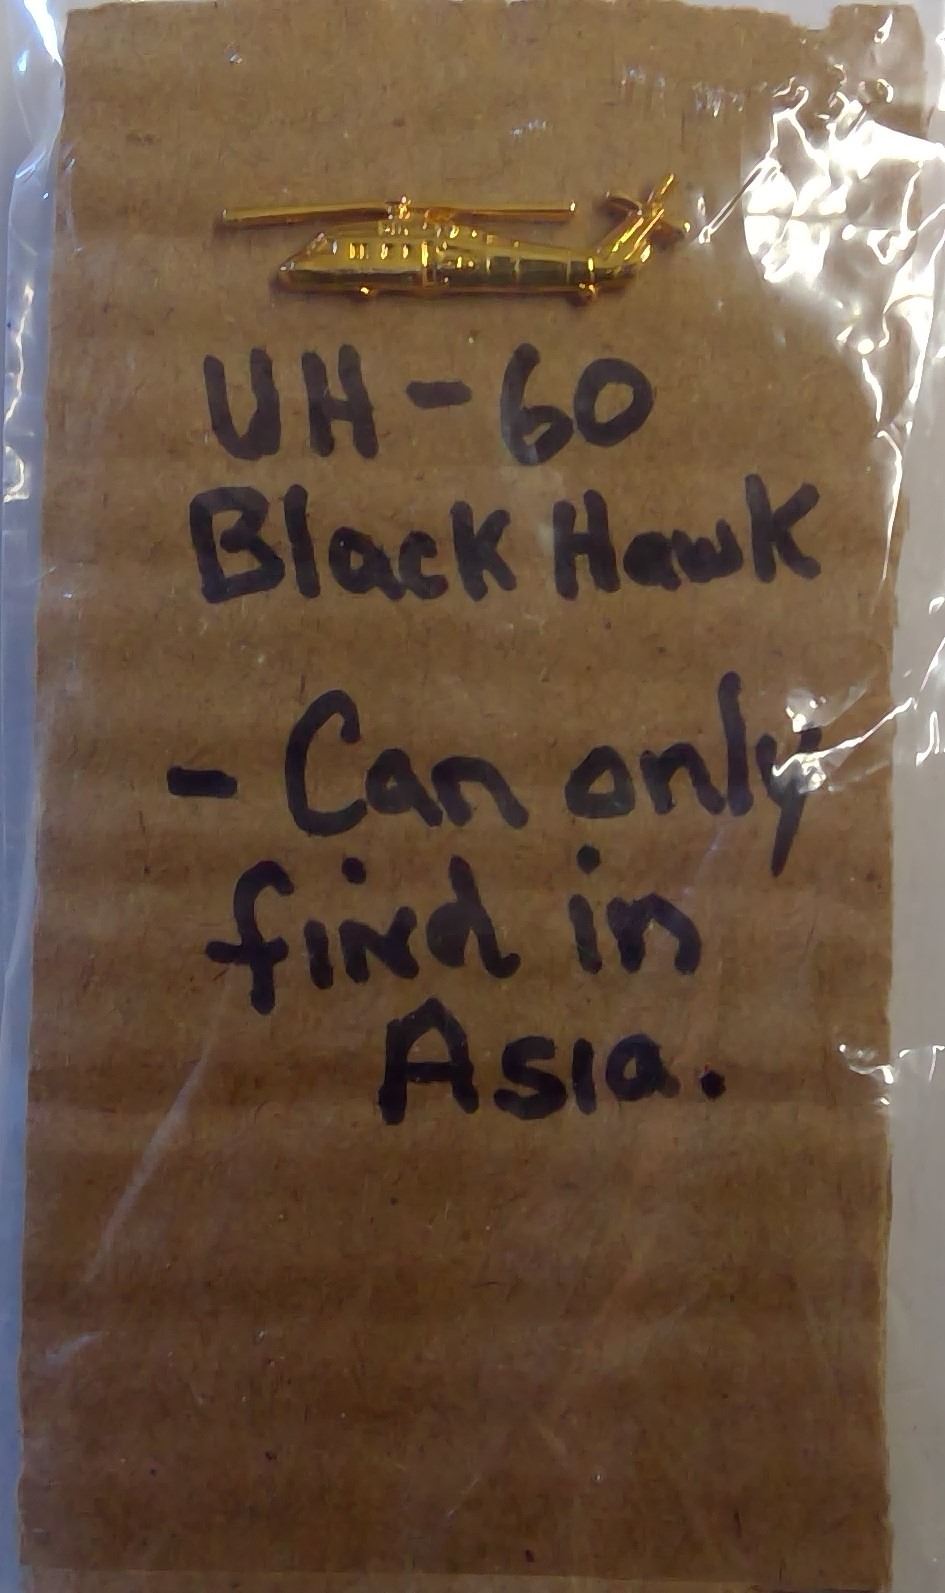 UH-60
Black Hawk
- Can only
find in
Asia.